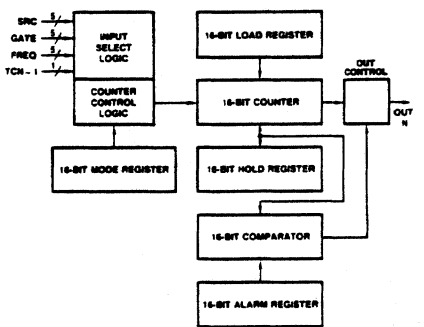 SRC 5
GATE 5
FREQ 5
TCN - 1 1
INPUT
SELECT
LOGIC
COUNTER
CONTROL
LOGIC
16-BIT LOAD REGISTER
OUT
CONTROL
16-BIT COUNTER
OUT
N
16-BIT MODE REGISTER
16-BIT HOLD REGISTER
16-BIT COMPARATOR
16-BIT ALARM REGISTER